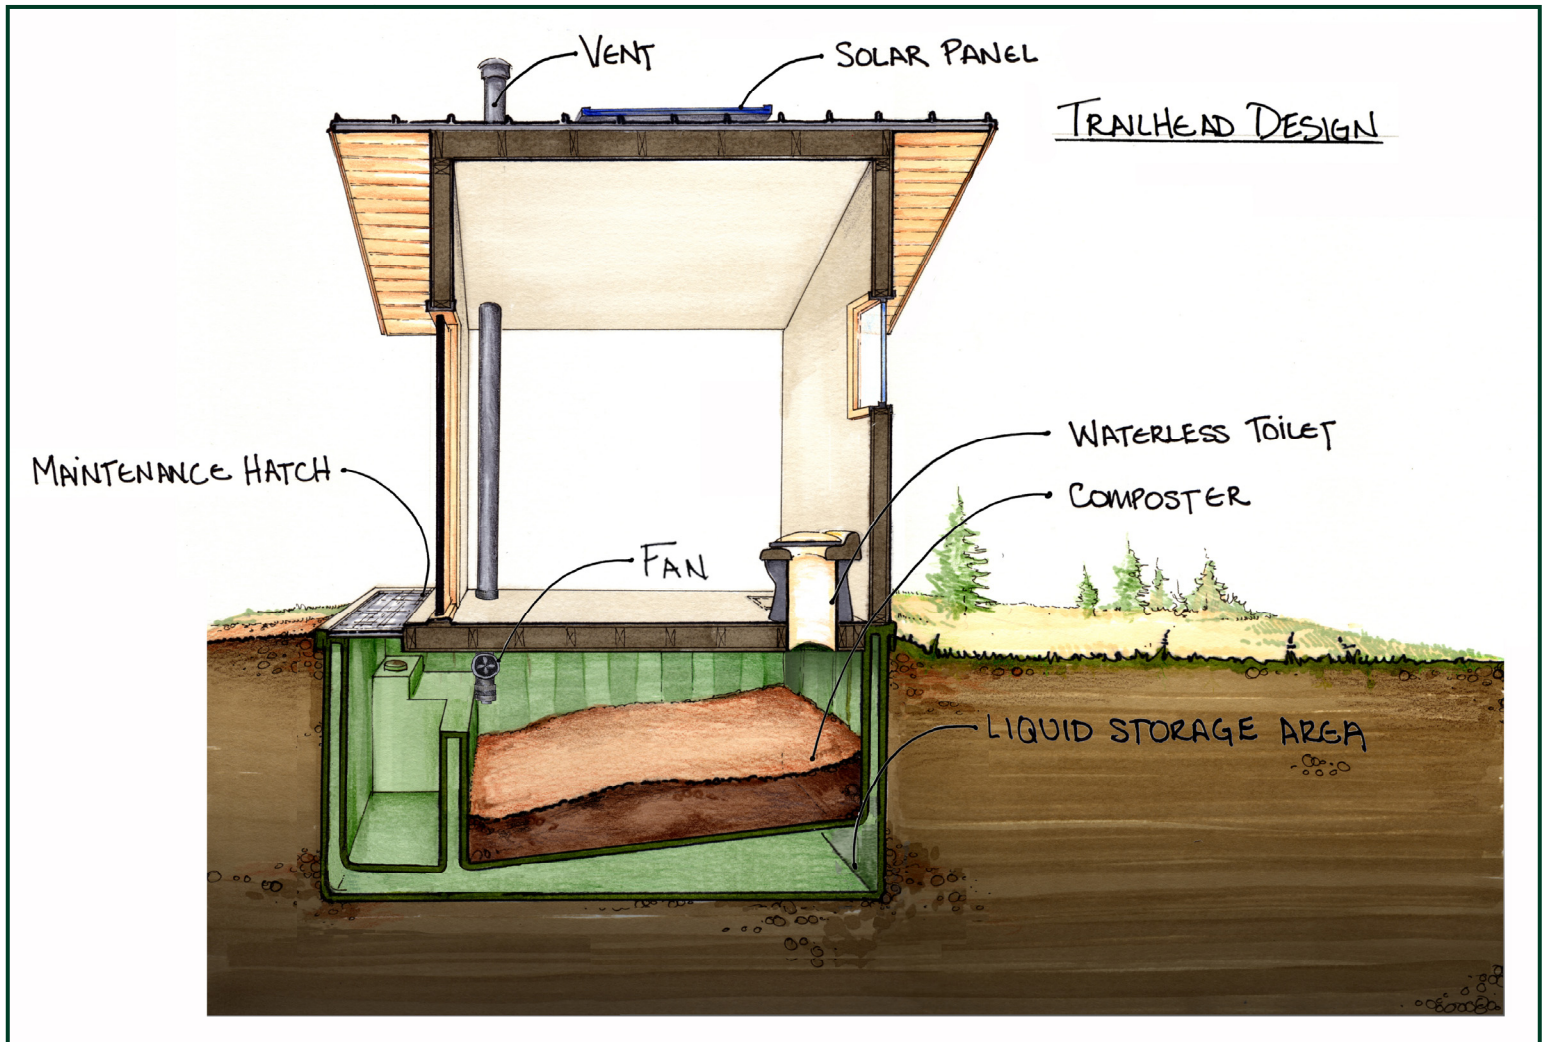 VENT
SOLAR PANEL
TRAILHEAD DESIGN
WATERLESS TOILET
MAINTENANCE HATCH
COMPOSTER
FAN
LIQUID STORAGE AREA